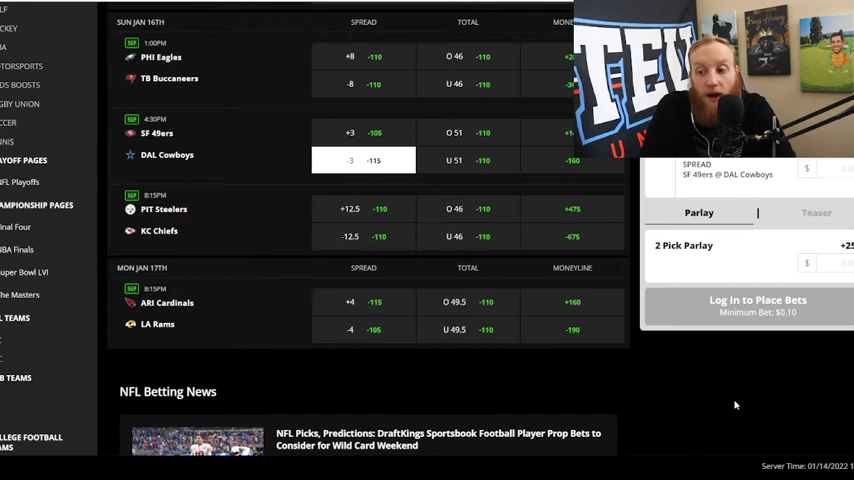 SUN JAN 16TH SPREAD TOTAL
SGP 1:00PM
PHI Eagles +8 -110 O 46 -110
TB Buccaneers -8 -110 U 46 -110
SGP 4:30PM
SF 49ers +3 -105 O 51 -110
DAL Cowboys -3 -115 U 51 -110 -160
SGP 8:15PM
PIT Steelers +12.5 -110 O 46 -110 +475
KC Chiefs -12.5 -110 U 46 -110 -675
MON JAN 17TH SPREAD TOTAL MONEYLINE
SGP 8:15PM
ARI Cardinals +4 -115 O 49.5 -110 +160
LA Rams -4 -105 U 49.5 -110 -190
NFL Betting News
NFL Picks, Predictions: DraftKings Sportsbook Football Player Prop Bets to
Consider for Wild Card Weekend
SPREAD
SF 49ers @ DAL Cowboys
$
Parlay Teaser
2 Pick Parlay
$
Log In to Place Bets
Minimum Bet: $0.10
Server Time: 01/14/2022 1
OTORSPORTS
DS BOOSTS
GBY UNION
CCER
NNIS
AYOFF PAGES
NFL Playoffs
AMPIONSHIP PAGES
inal Four
BA Finals
uper Bowl LVI
he Masters
L TEAMS
B TEAMS
LLEGE FOOTBALL
AMS
King Henry